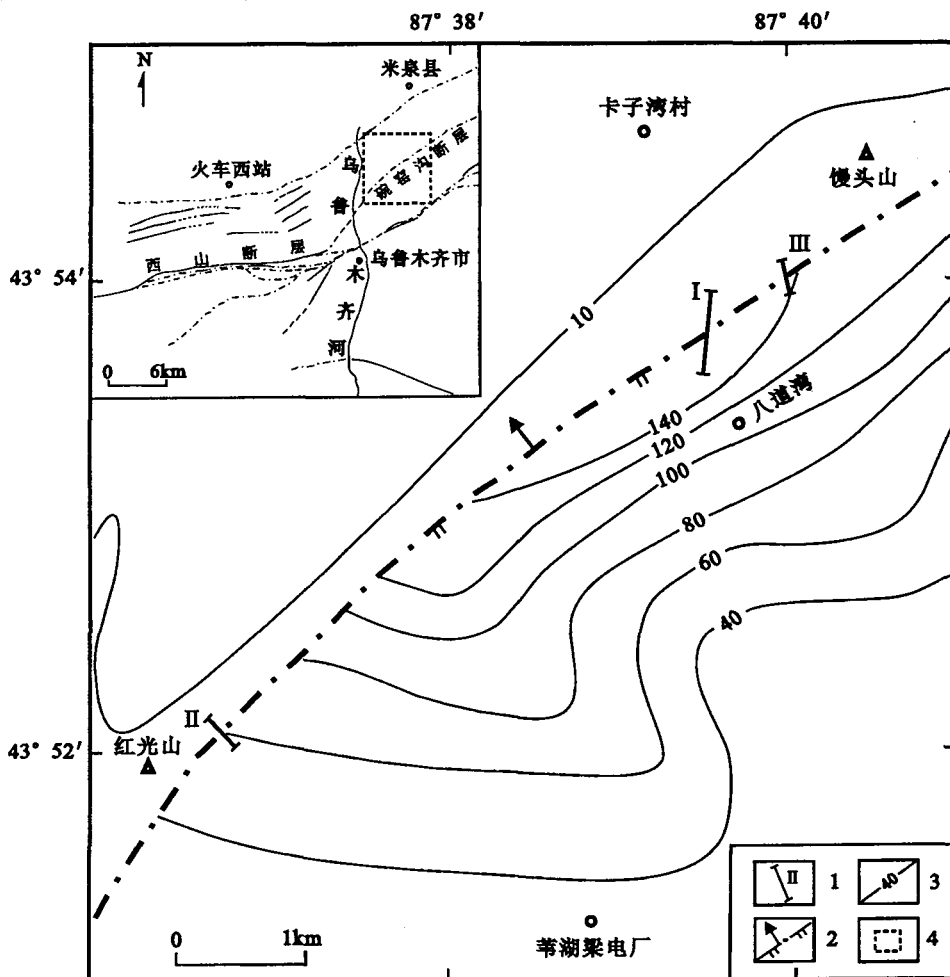 87° 38′
87° 40′
N
米泉县
火车西站
乌
鲁
木
齐
河
碗窑沟断层
西山断层
乌鲁木齐市
0 6km
43° 54′
43° 52′
卡子湾村
馒头山
III
I
10
八道湾
140
120
100
80
60
40
II
红光山
0 1km
苇湖梁电厂
II 1
40 3
2
4